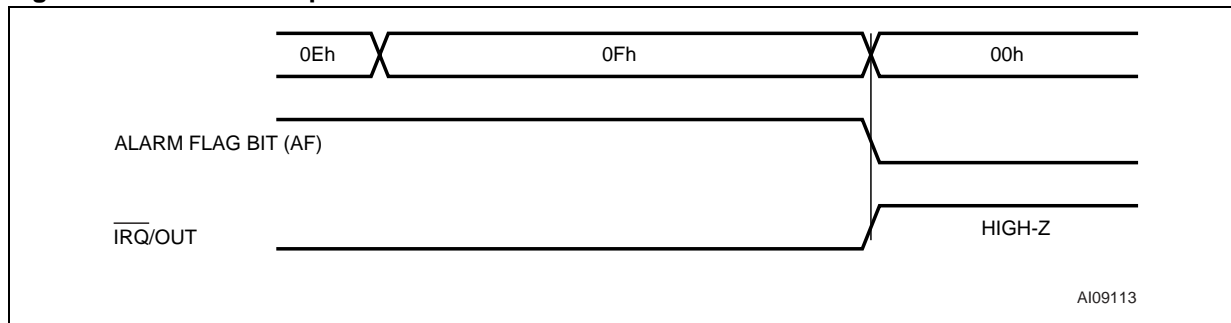 0Eh 0Fh 00h
ALARM FLAG BIT (AF)
IRQ/OUT HIGH-Z
AI09113